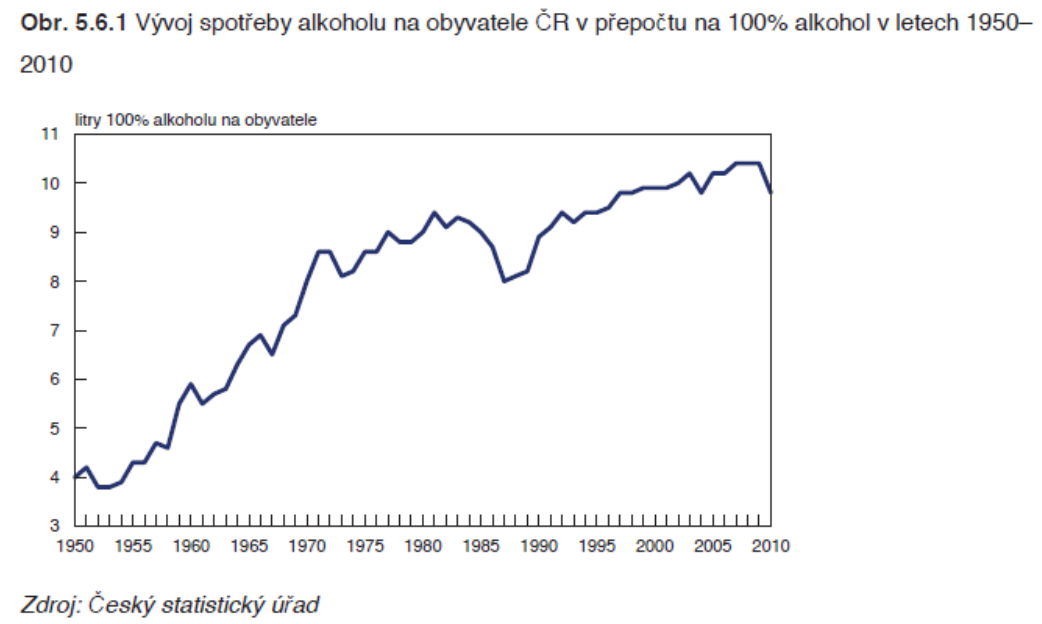 Obr. 5.6.1 Vývoj spotřeby alkoholu na obyvatele ČR v přepočtu na 100% alkohol v letech 1950–
2010
litry 100% alkoholu na obyvatele
11
10
9
8
7
6
5
4
3
1950 1955 1960 1965 1970 1975 1980 1985 1990 1995 2000 2005 2010
Zdroj: Český statistický úřad